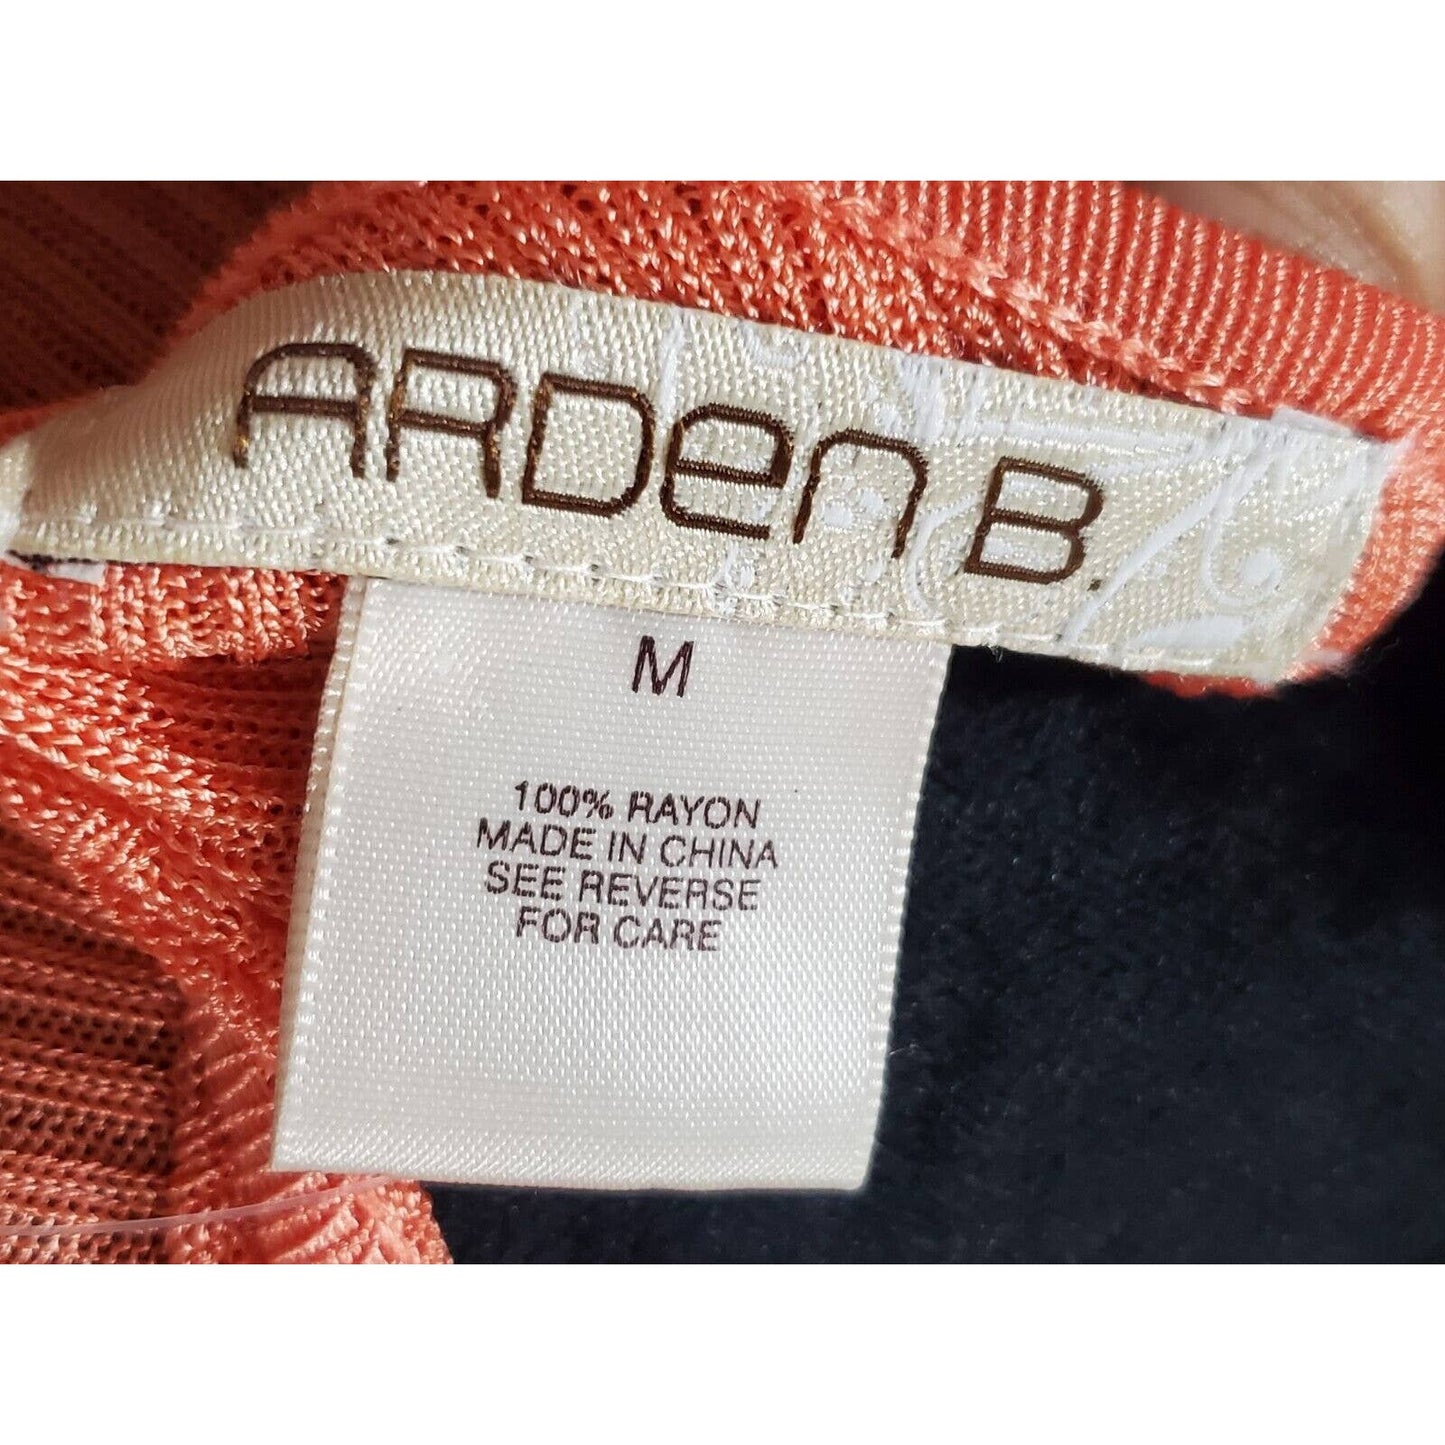 ARDen B.
M
100% RAYON
MADE IN CHINA
SEE REVERSE
FOR CARE